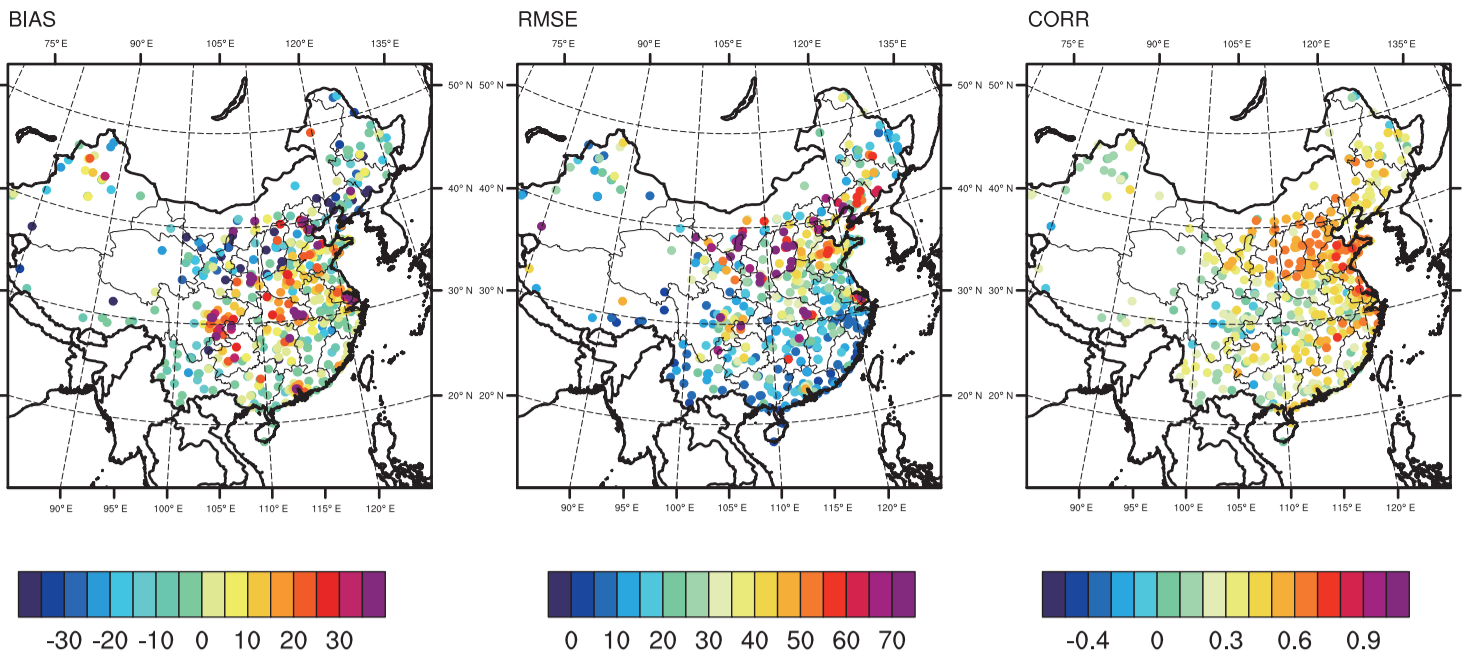 BIAS RMSE CORR
75° E 90° E 105° E 120° E 135° E 75° E 90° E 105° E 120° E 135° E 75° E 90° E 105° E 120° E 135° E
50° N 50° N 50° N 50° N
40° N 40° N 40° N 40° N
30° N 30° N 30° N 30° N
20° N 20° N 20° N 20° N
90° E 95° E 100° E 105° E 110° E 115° E 120° E 90° E 95° E 100° E 105° E 110° E 115° E 120° E 90° E 95° E 100° E 105° E 110° E 115° E 120° E
-30 -20 -10 0 10 20 30 0 10 20 30 40 50 60 70 -0.4 0 0.3 0.6 0.9